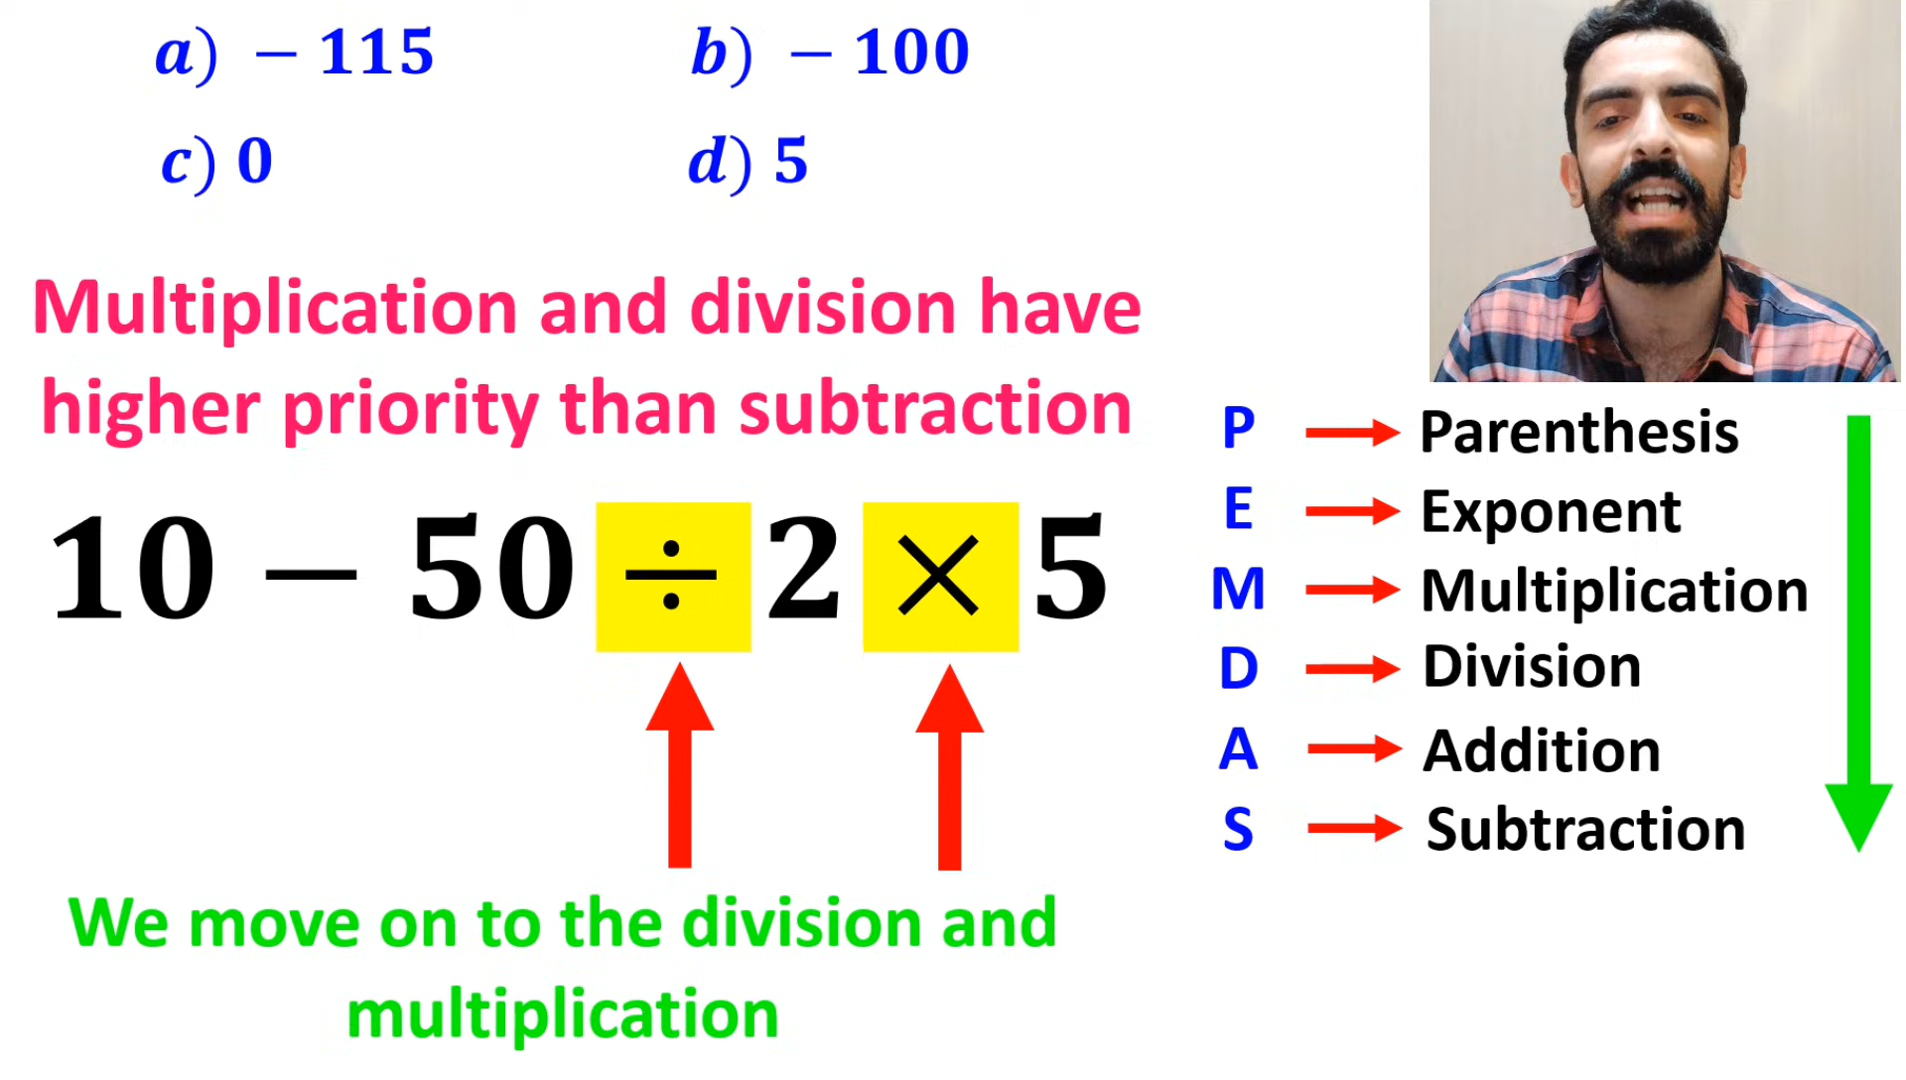 a) − 115
b) − 100
c) 0
d) 5
Multiplication and division have
higher priority than subtraction
10 − 50 ÷ 2 × 5
We move on to the division and
multiplication
P → Parenthesis
E → Exponent
M → Multiplication
D → Division
A → Addition
S → Subtraction